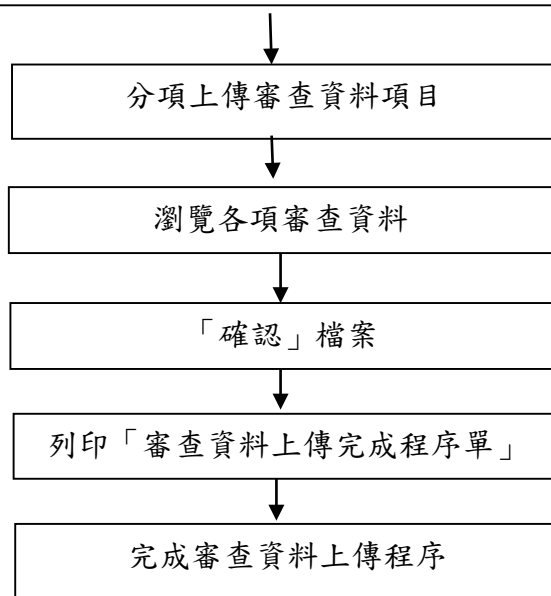 分項上傳審查資料項目
瀏覽各項審查資料
「確認」檔案
列印「審查資料上傳完成程序單」
完成審查資料上傳程序